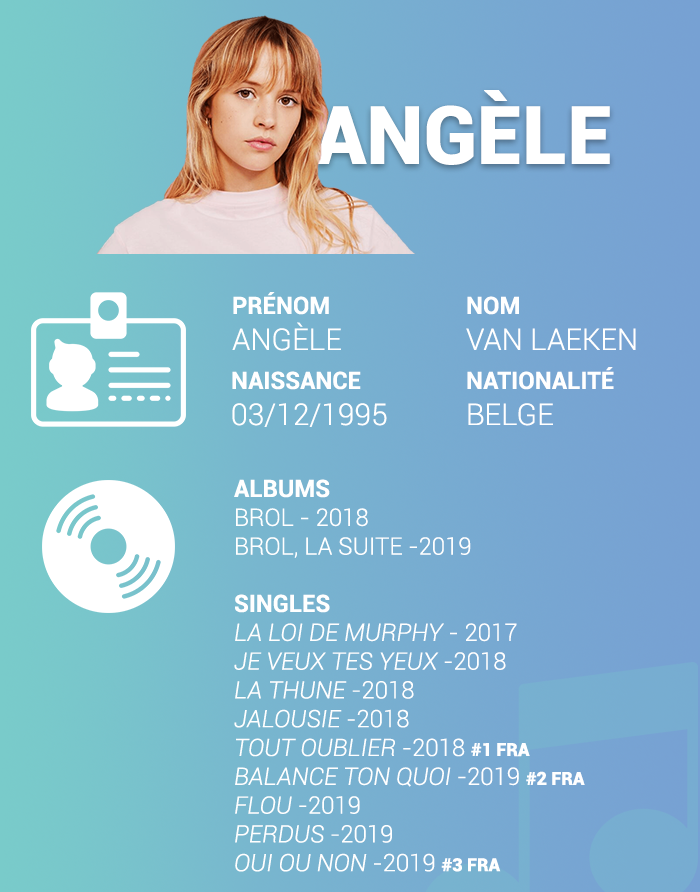 ANGÈLE
PRÉNOM
ANGÈLE
NOM
VAN LAEKEN
NAISSANCE
03/12/1995
NATIONALITÉ
BELGE
ALBUMS
BROL - 2018
BROL, LA SUITE -2019
SINGLES
LA LOI DE MURPHY - 2017
JE VEUX TES YEUX -2018
LA THUNE -2018
JALOUSIE -2018
TOUT OUBLIER -2018 #1 FRA
BALANCE TON QUOI -2019 #2 FRA
FLOU -2019
PERDUS -2019
OUI OU NON -2019 #3 FRA